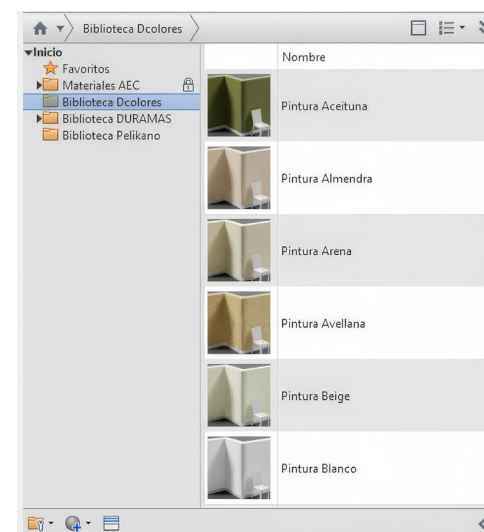 Biblioteca Dcolores
Inicio
Favoritos
Materiales AEC
Biblioteca Dcolores
Biblioteca DURAMAS
Biblioteca Pelikano
Nombre
Pintura Aceituna
Pintura Almendra
Pintura Arena
Pintura Avellana
Pintura Beige
Pintura Blanco